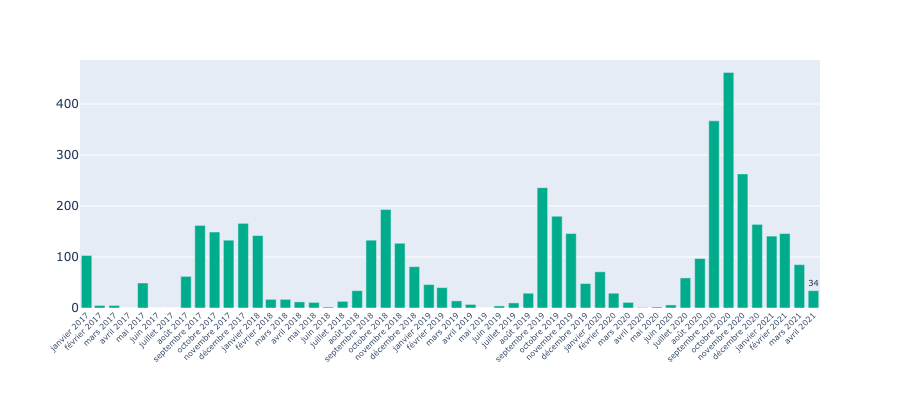 400
300
200
100
0
34
janvier 2017
février 2017
mars 2017
avril 2017
mai 2017
juin 2017
juillet 2017
août 2017
septembre 2017
octobre 2017
novembre 2017
décembre 2017
janvier 2018
février 2018
mars 2018
avril 2018
mai 2018
juin 2018
juillet 2018
août 2018
septembre 2018
octobre 2018
novembre 2018
décembre 2018
janvier 2019
février 2019
mars 2019
avril 2019
mai 2019
juin 2019
juillet 2019
août 2019
septembre 2019
octobre 2019
novembre 2019
décembre 2019
janvier 2020
février 2020
mars 2020
avril 2020
mai 2020
juin 2020
juillet 2020
août 2020
septembre 2020
octobre 2020
novembre 2020
décembre 2020
janvier 2021
février 2021
mars 2021
avril 2021